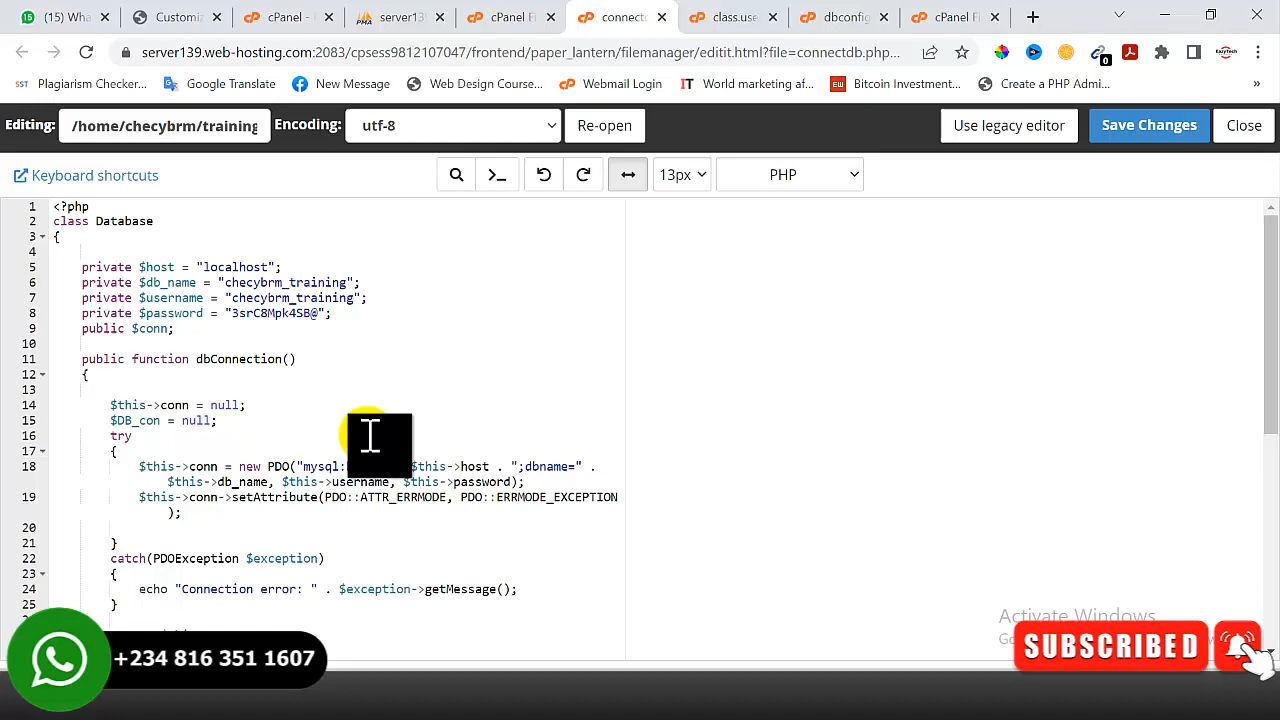 (15) Wha
Customiz
cPanel -
server139
cPanel Fi
connectd
class.use
dbconfig
cPanel Fi
server139.web-hosting.com:2083/cpsess9812107047/frontend/paper_lantern/filemanager/editit.html?file=connectdb.php...
Plagiarism Checker...
Google Translate
New Message
Web Design Course...
Webmail Login
World marketing af...
Bitcoin Investment...
Create a PHP Admi...
»
Editing: /home/checybrm/training Encoding: utf-8 Re-open Use legacy editor Save Changes Close
Keyboard shortcuts 13px PHP
1 <?php
2 class Database
3 {
4
5 private $host = "localhost";
6 private $db_name = "checybrm_training";
7 private $username = "checybrm_training";
8 private $password = "3srC8Mpk4SB@";
9 public $conn;
10
11 public function dbConnection()
12 {
13
14 $this->conn = null;
15 $DB_con = null;
16 try
17 {
18 $this->conn = new PDO("mysql: $this->host . ";dbname=" .
$this->db_name, $this->username, $this->password);
19 $this->conn->setAttribute(PDO::ATTR_ERRMODE, PDO::ERRMODE_EXCEPTION
);
20
21 }
22 catch(PDOException $exception)
23 {
24 echo "Connection error: " . $exception->getMessage();
25 }
Activate Windows
+234 816 351 1607
SUBSCRIBED